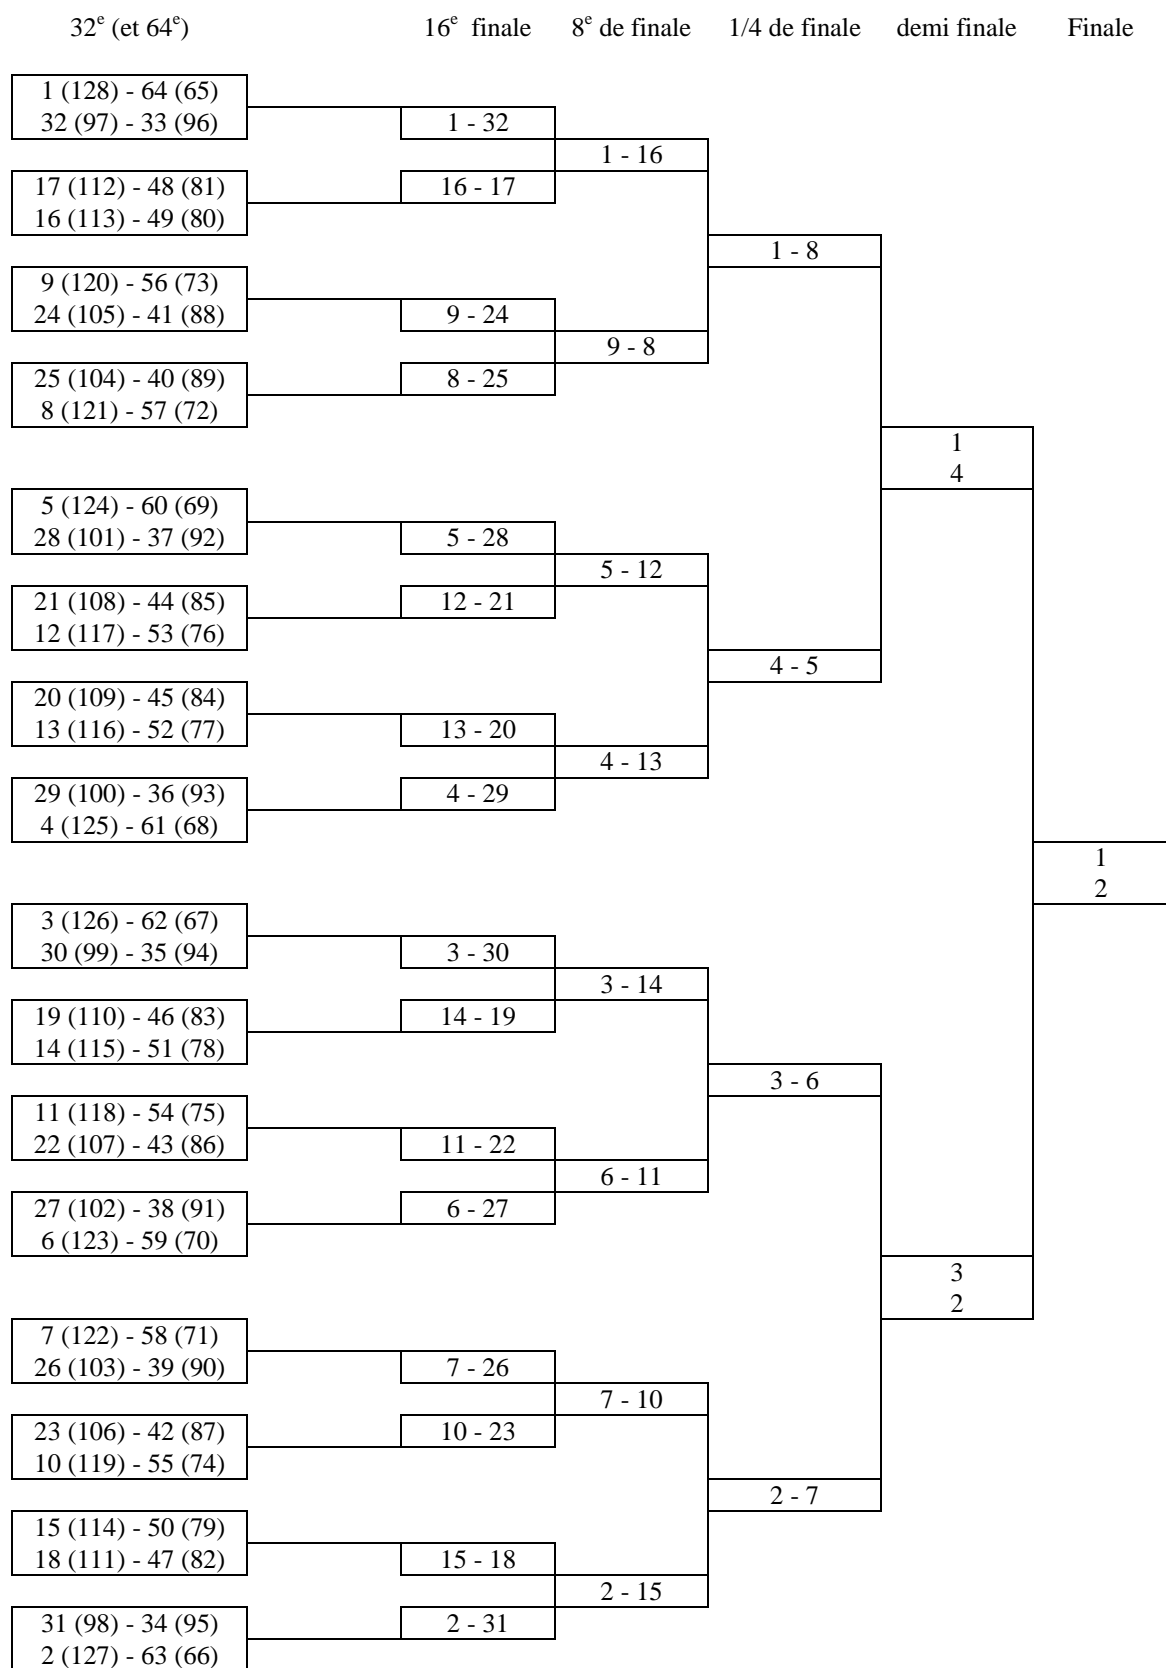 32e (et 64e) 16e finale 8e de finale 1/4 de finale demi finale Finale
1 (128) - 64 (65)
32 (97) - 33 (96)
1 - 32
1 - 16
17 (112) - 48 (81)
16 - 17
16 (113) - 49 (80)
1 - 8
9 (120) - 56 (73)
24 (105) - 41 (88)
9 - 24
9 - 8
25 (104) - 40 (89)
8 - 25
8 (121) - 57 (72)
1
4
5 (124) - 60 (69)
28 (101) - 37 (92)
5 - 28
5 - 12
21 (108) - 44 (85)
12 - 21
12 (117) - 53 (76)
4 - 5
20 (109) - 45 (84)
13 (116) - 52 (77)
13 - 20
4 - 13
29 (100) - 36 (93)
4 - 29
4 (125) - 61 (68)
1
2
3 (126) - 62 (67)
30 (99) - 35 (94)
3 - 30
3 - 14
19 (110) - 46 (83)
14 - 19
14 (115) - 51 (78)
3 - 6
11 (118) - 54 (75)
22 (107) - 43 (86)
11 - 22
6 - 11
27 (102) - 38 (91)
6 - 27
6 (123) - 59 (70)
3
2
7 (122) - 58 (71)
26 (103) - 39 (90)
7 - 26
7 - 10
23 (106) - 42 (87)
10 - 23
10 (119) - 55 (74)
2 - 7
15 (114) - 50 (79)
18 (111) - 47 (82)
15 - 18
2 - 15
31 (98) - 34 (95)
2 - 31
2 (127) - 63 (66)